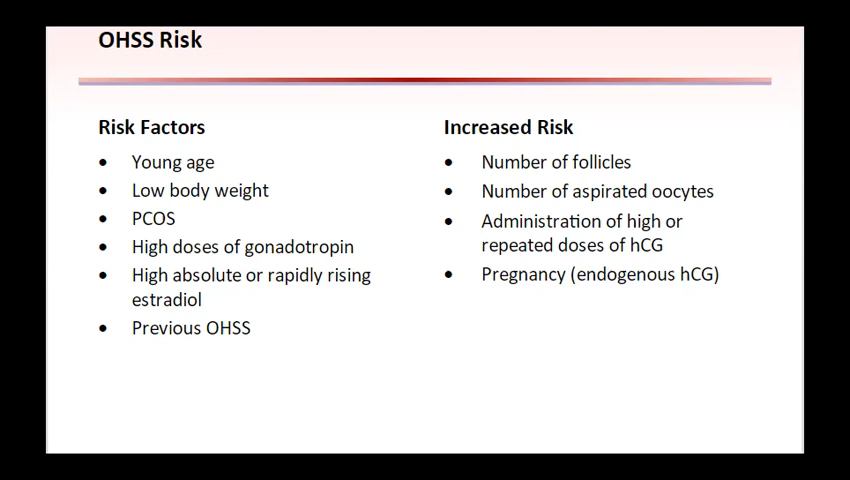 OHSS Risk
Risk Factors
• Young age
• Low body weight
• PCOS
• High doses of gonadotropin
• High absolute or rapidly rising
estradiol
• Previous OHSS
Increased Risk
• Number of follicles
• Number of aspirated oocytes
• Administration of high or
repeated doses of hCG
• Pregnancy (endogenous hCG)